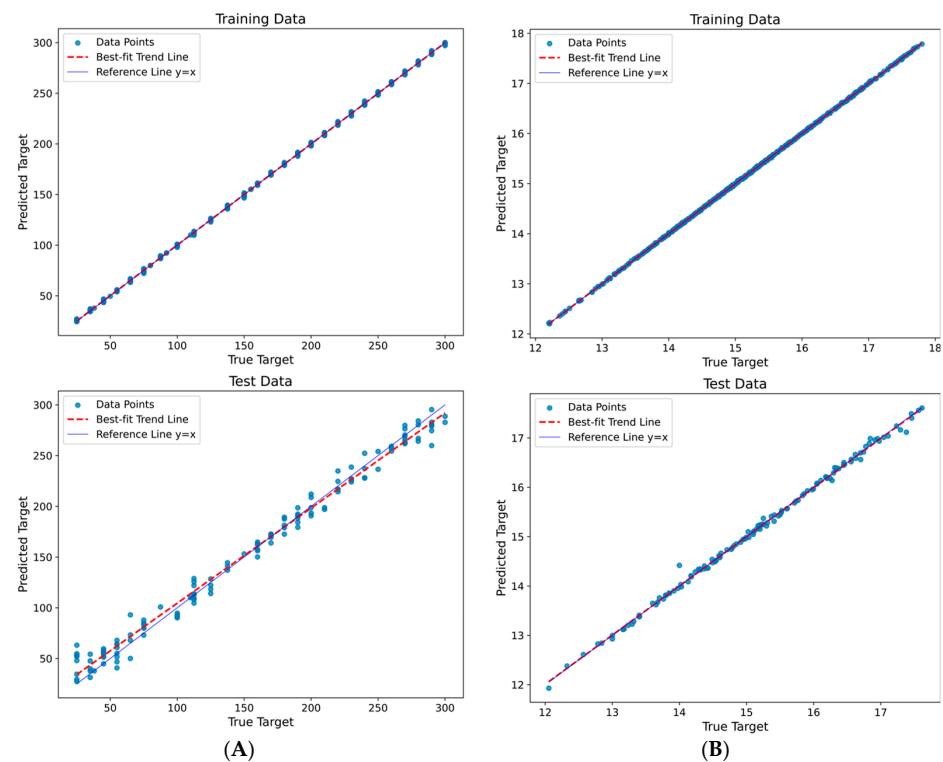 Training Data
Data Points
Best-fit Trend Line
Reference Line y=x
300
250
200
150
100
50
Predicted Target
50 100 150 200 250 300
True Target
Training Data
Data Points
Best-fit Trend Line
Reference Line y=x
18
17
16
15
14
13
12
Predicted Target
12 13 14 15 16 17 18
True Target
Test Data
Data Points
Best-fit Trend Line
Reference Line y=x
300
250
200
150
100
50
Predicted Target
50 100 150 200 250 300
True Target
(A)
Test Data
Data Points
Best-fit Trend Line
Reference Line y=x
17
16
15
14
13
12
Predicted Target
12 13 14 15 16 17
True Target
(B)